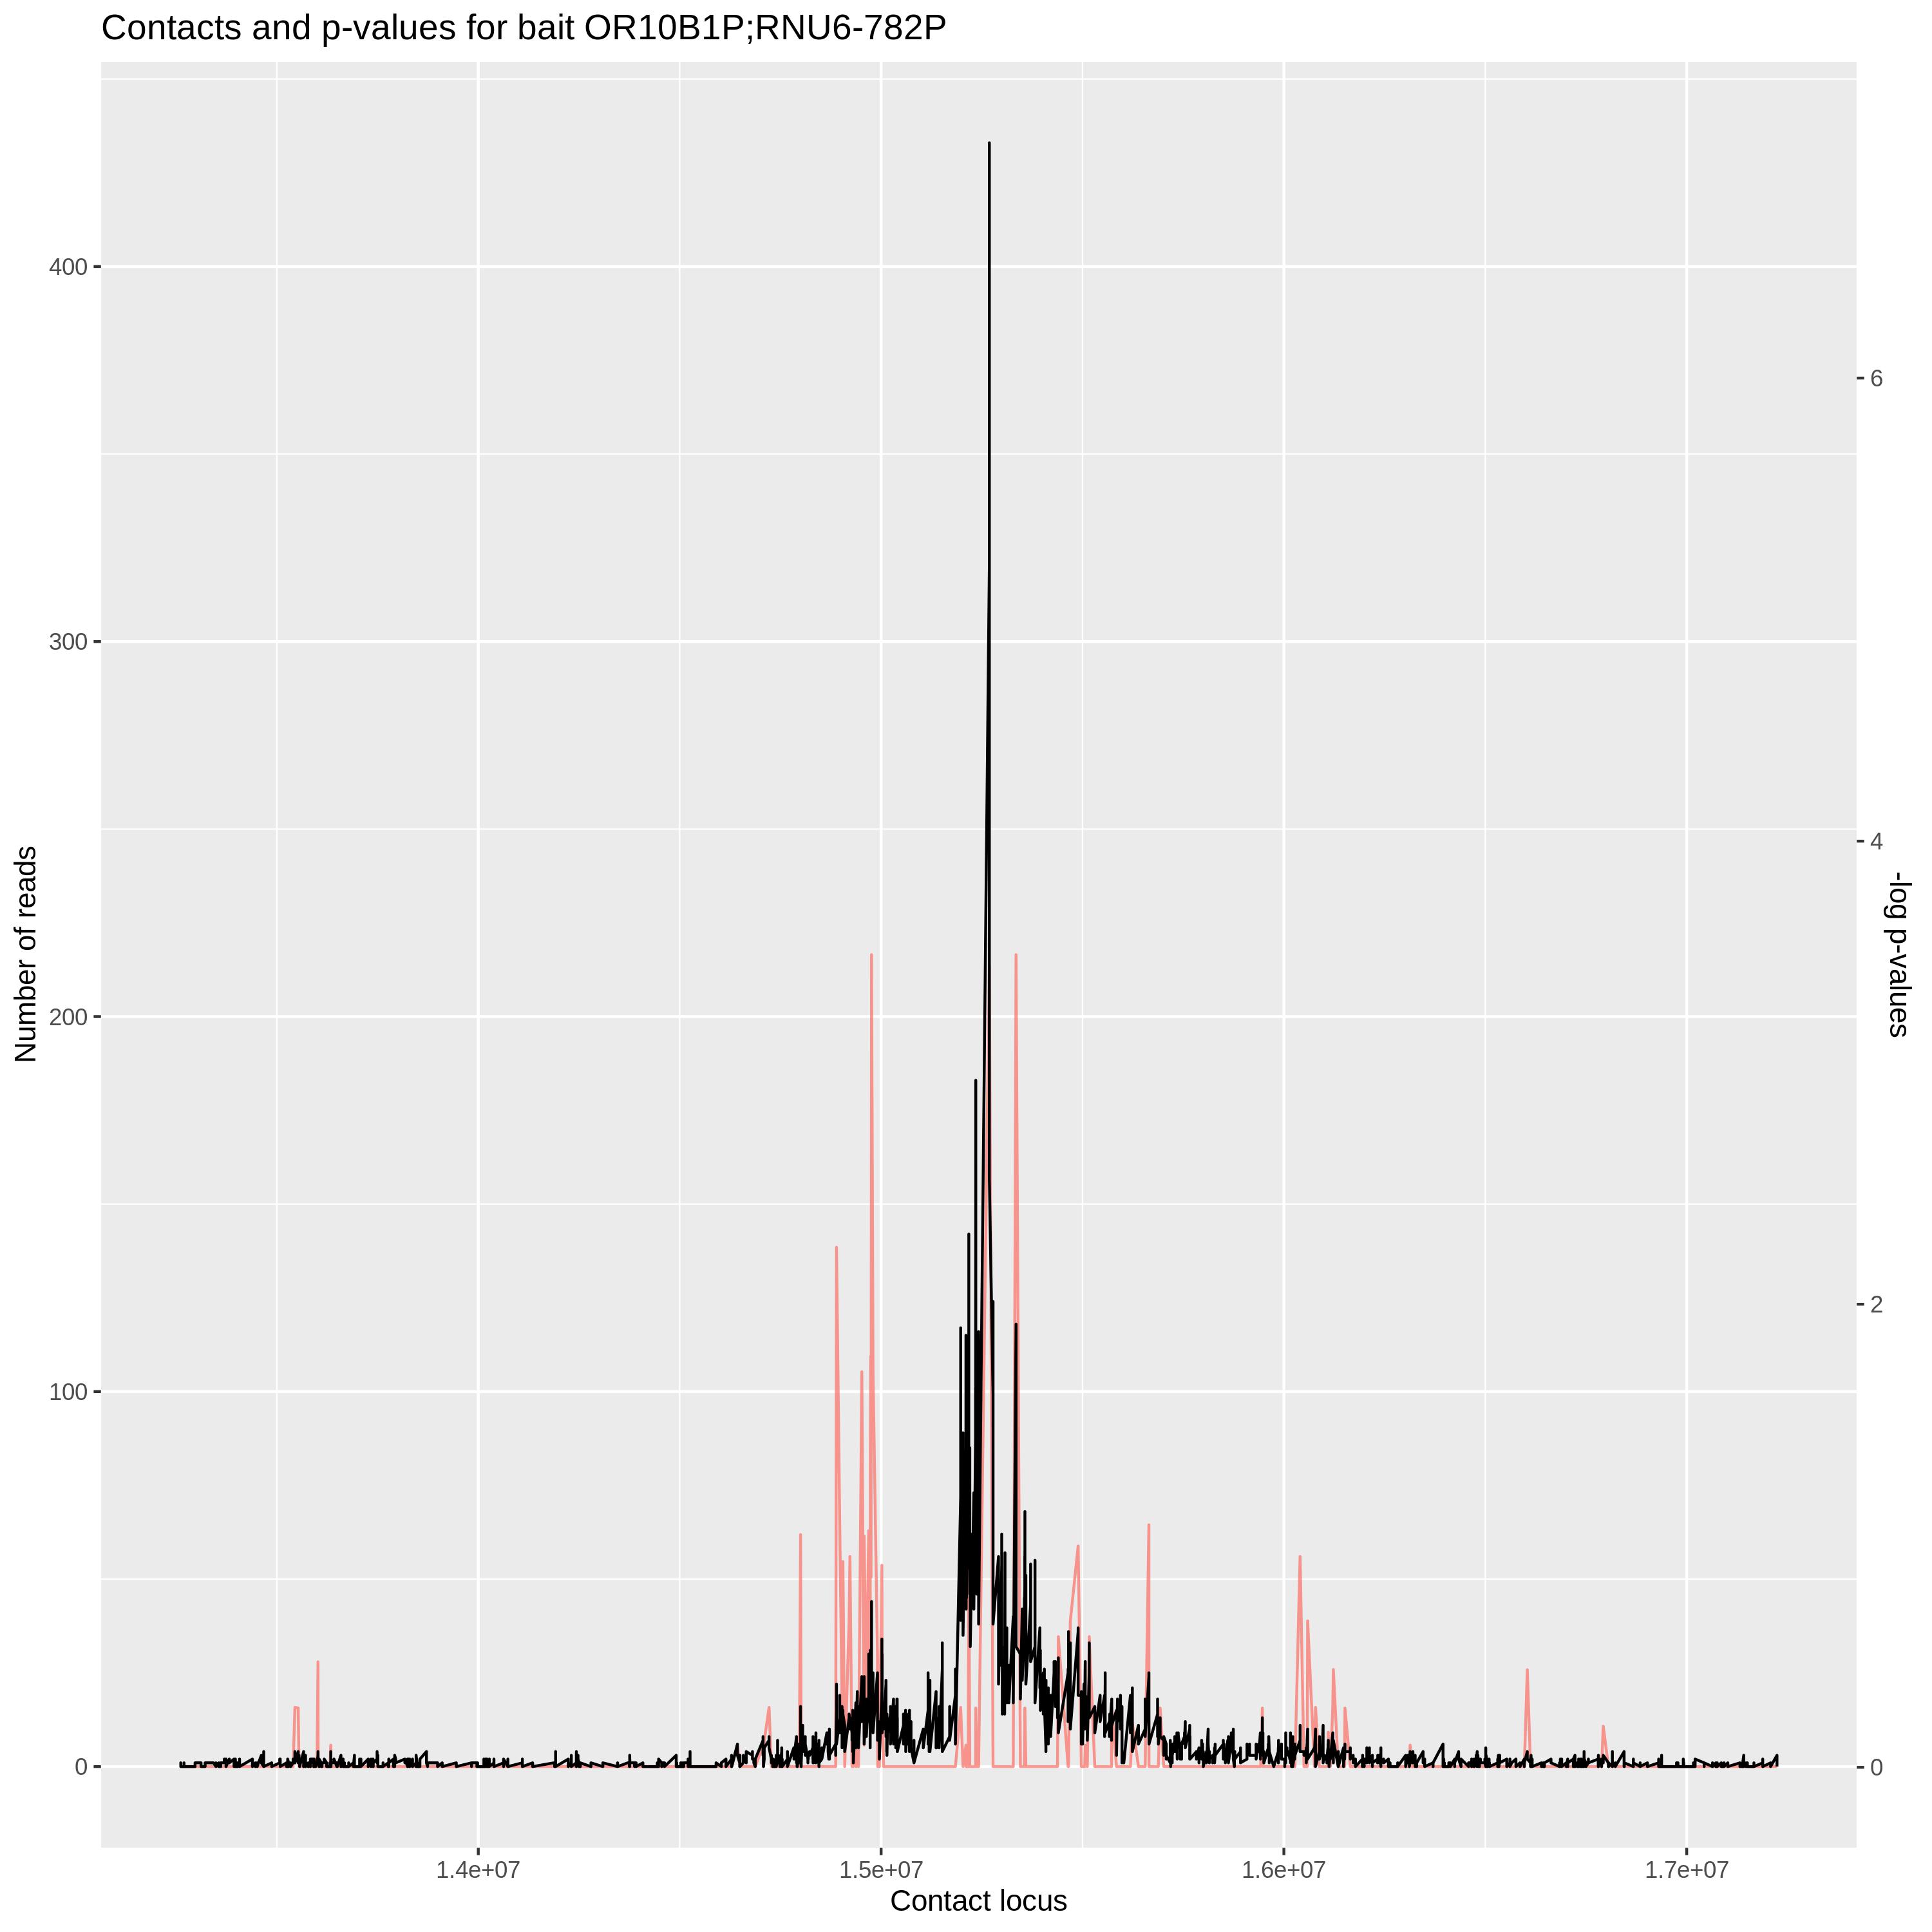 Contacts and p-values for bait OR10B1P;RNU6-782P
400
300
200
100
0
Number of reads
6
4
2
0
-log p-values
1.4e+07
1.5e+07
1.6e+07
1.7e+07
Contact locus